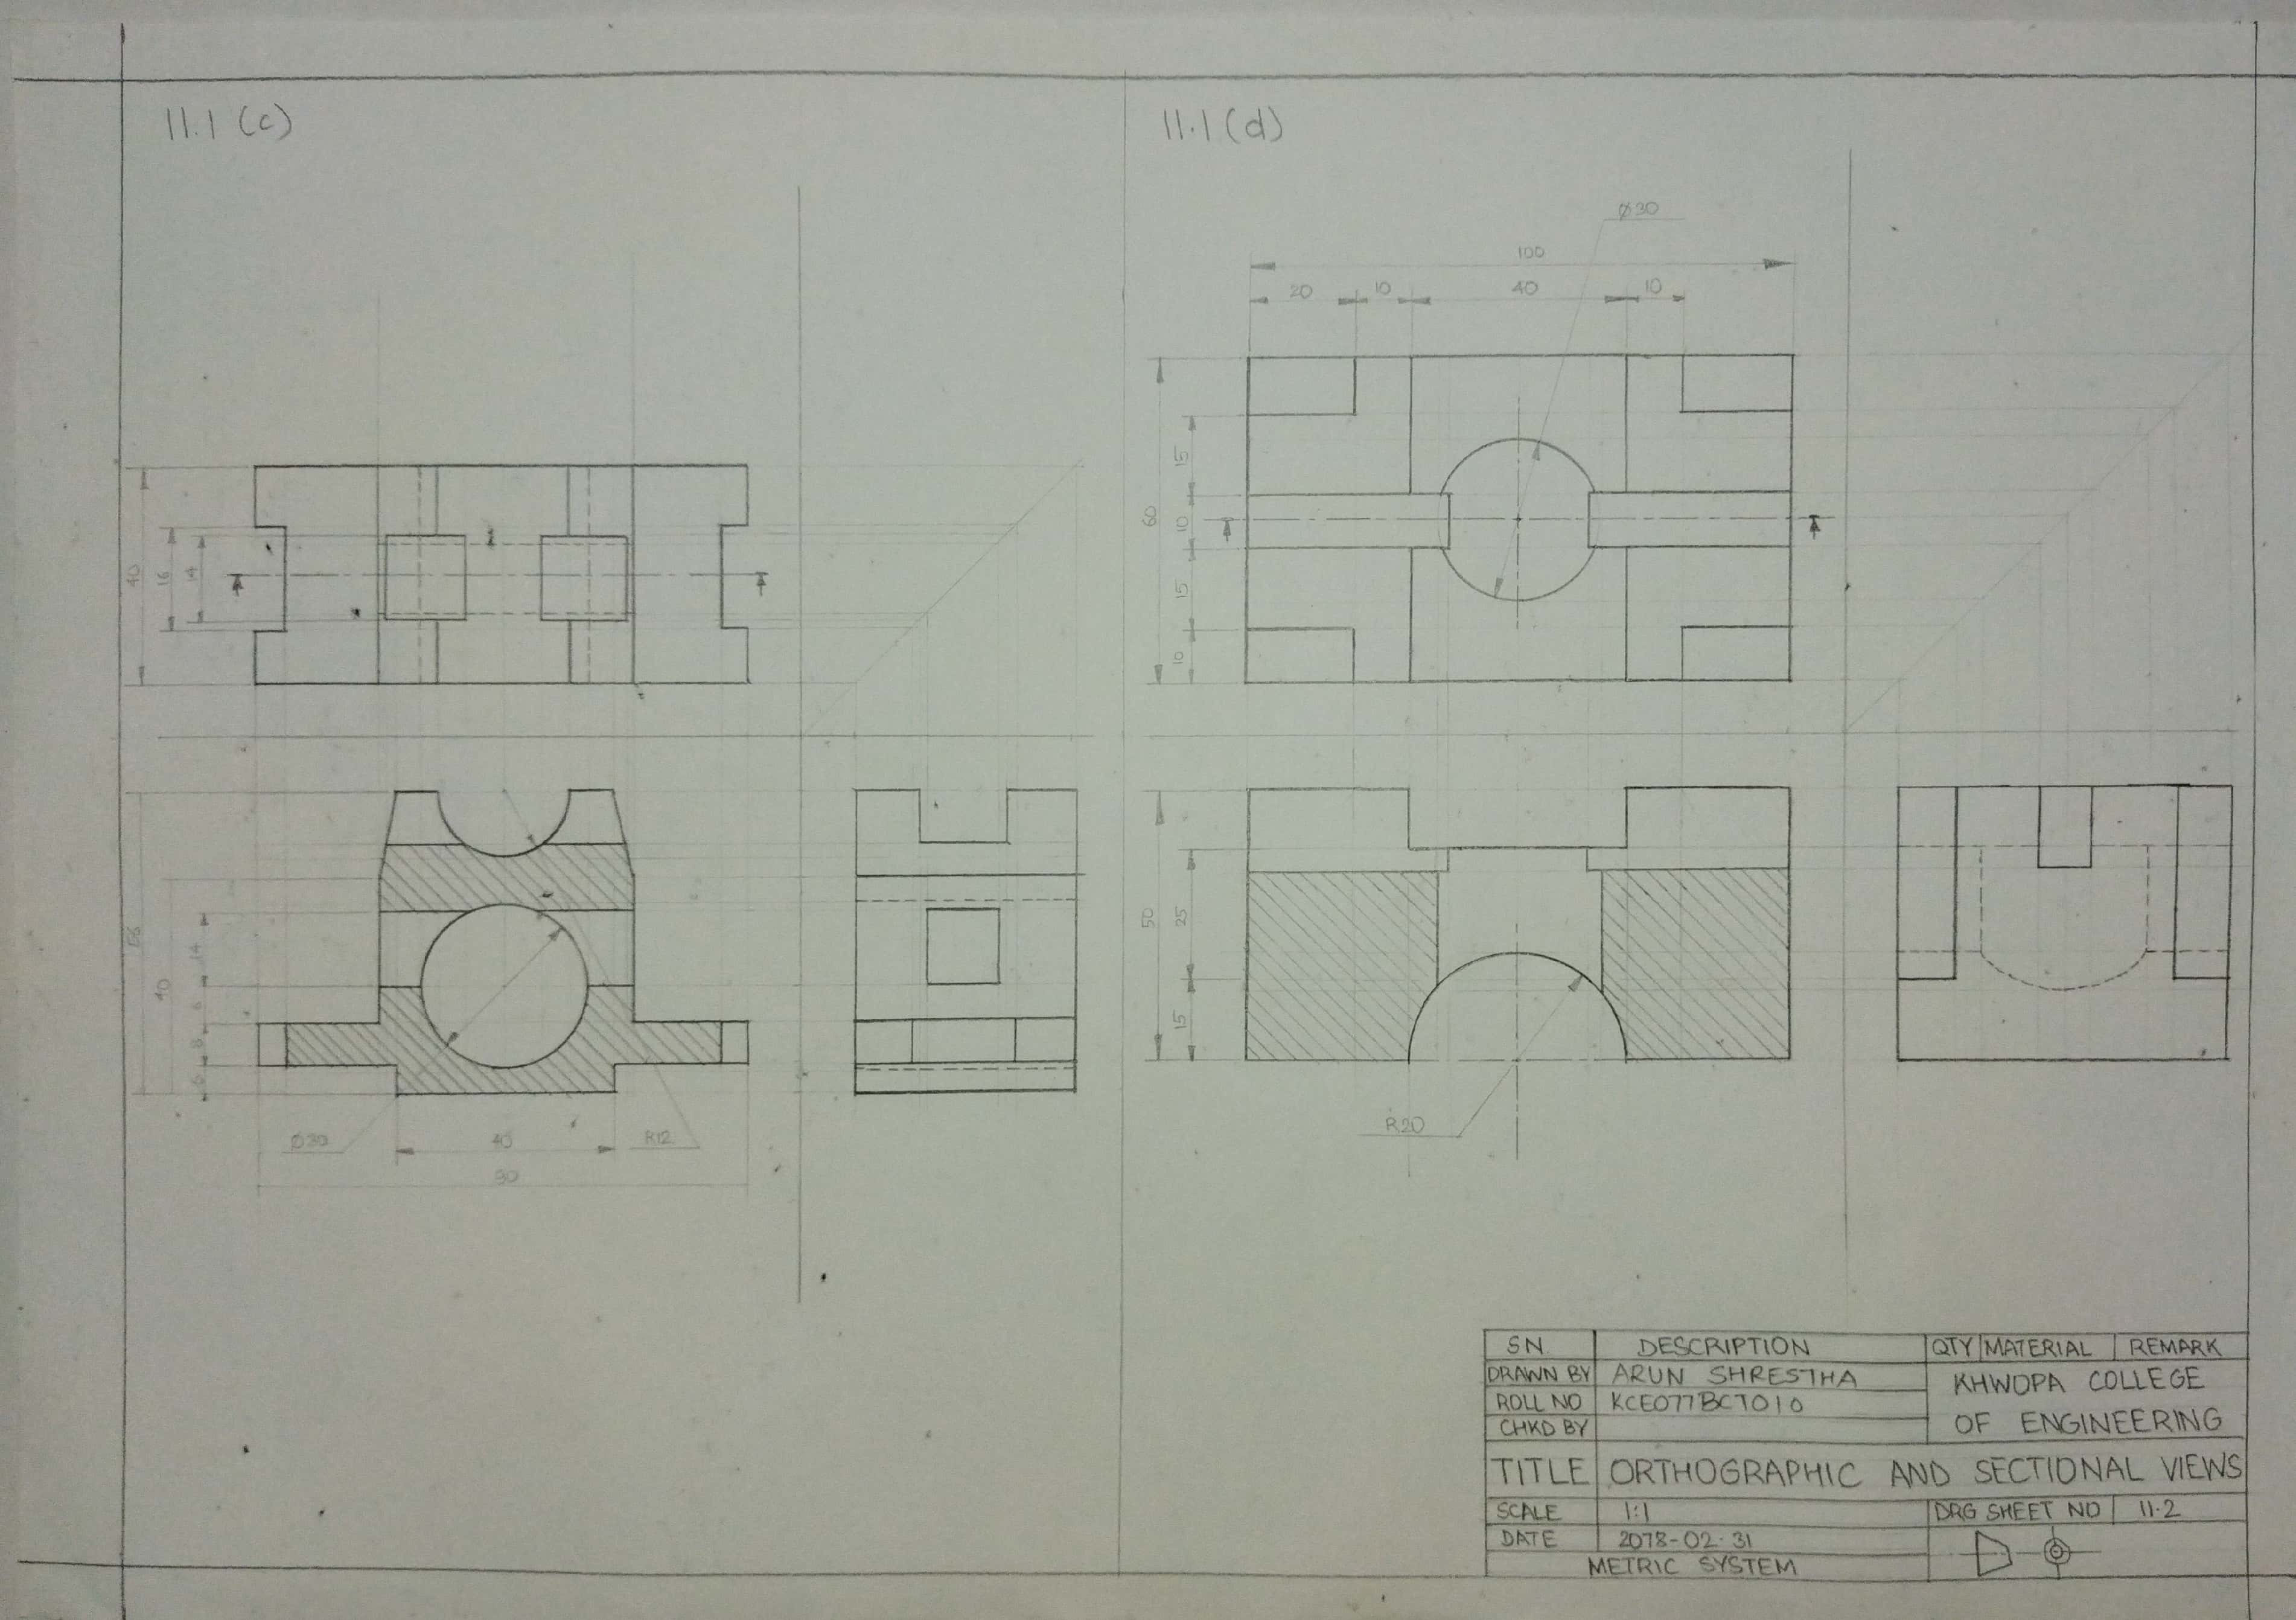 11.1 (c)
11.1 (d)
Ø30
100
20 10 40 10
60
15
10
15
10
40
16
14
40
14
6
8
Ø30
40
R12
90
50
25
15
R20
SN DESCRIPTION QTY MATERIAL REMARK
DRAWN BY ARUN SHRESTHA
KHWOPA COLLEGE
ROLL NO KCE077BCT010
OF ENGINEERING
CHKD BY
TITLE ORTHOGRAPHIC AND SECTIONAL VIEWS
SCALE 1:1 DRG SHEET NO 11.2
DATE 2078-02-31
METRIC SYSTEM